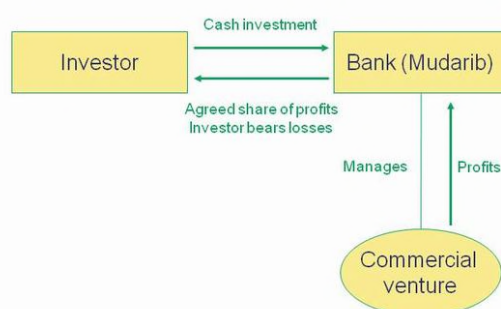 Cash investment
Investor
Bank (Mudarib)
Agreed share of profits
Investor bears losses
Manages
Profits
Commercial
venture